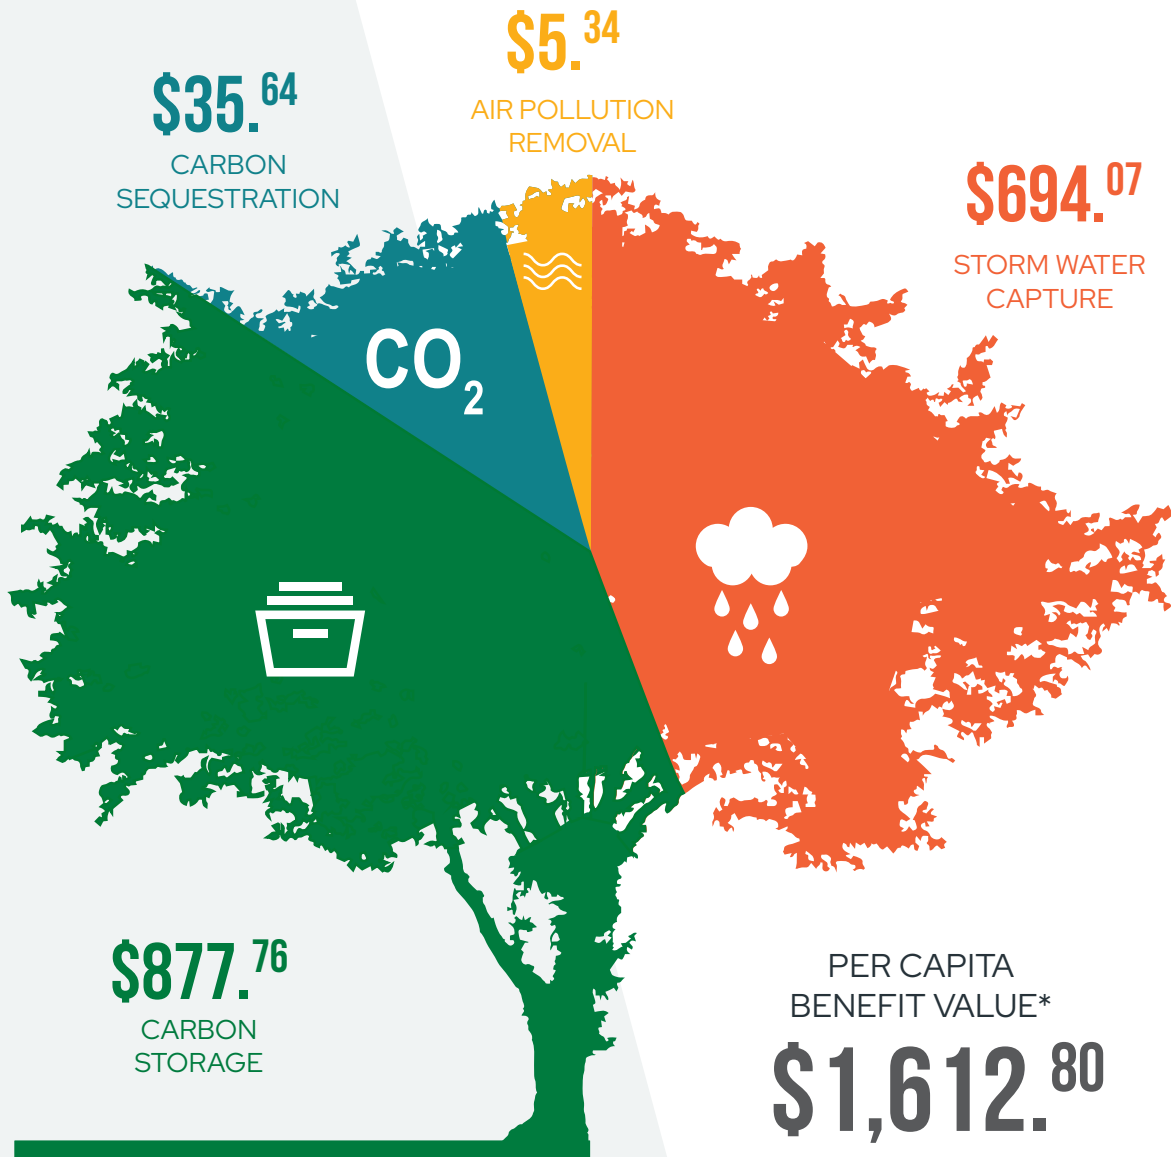 $5.34
AIR POLLUTION
REMOVAL
$35.64
CARBON
SEQUESTRATION
$694.07
STORM WATER
CAPTURE
CO2
$877.76
CARBON
STORAGE
PER CAPITA
BENEFIT VALUE*
$1,612.80